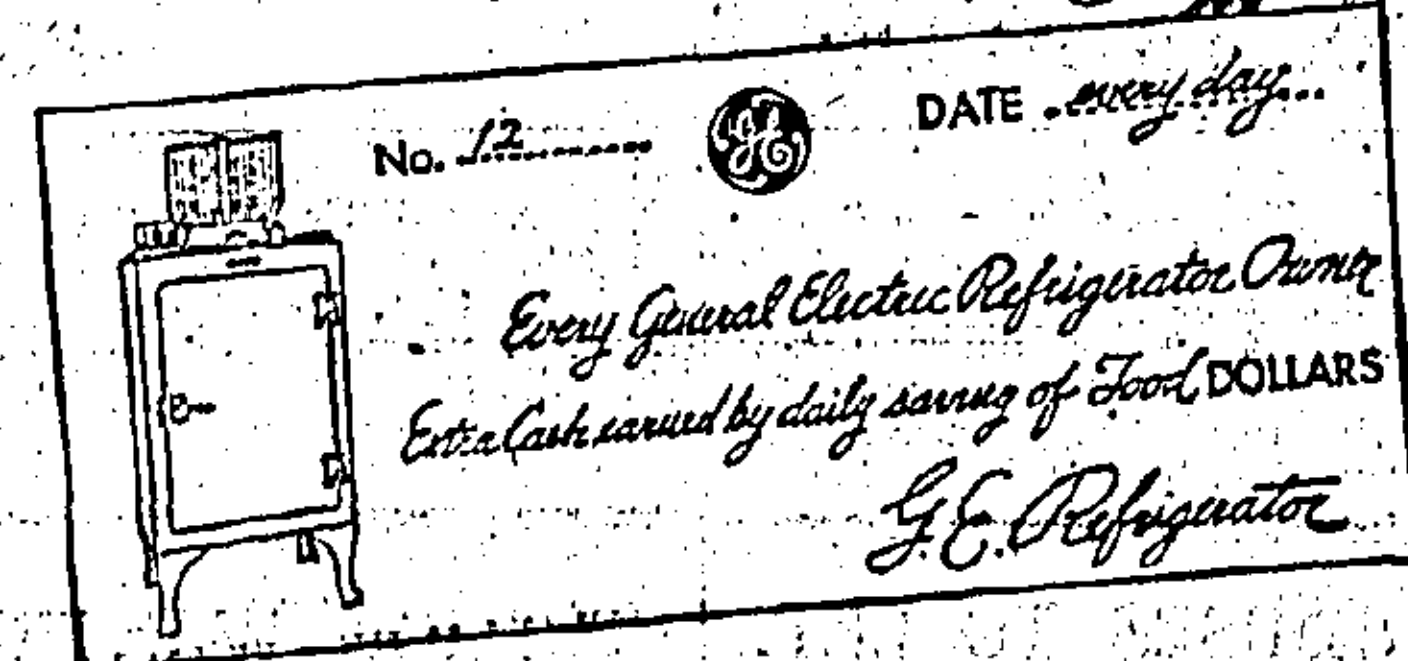 No. 12
GE
DATE every day
Every General Electric Refrigerator Owner
Extra Cash earned by daily saving of Food DOLLARS
G.E. Refrigerator